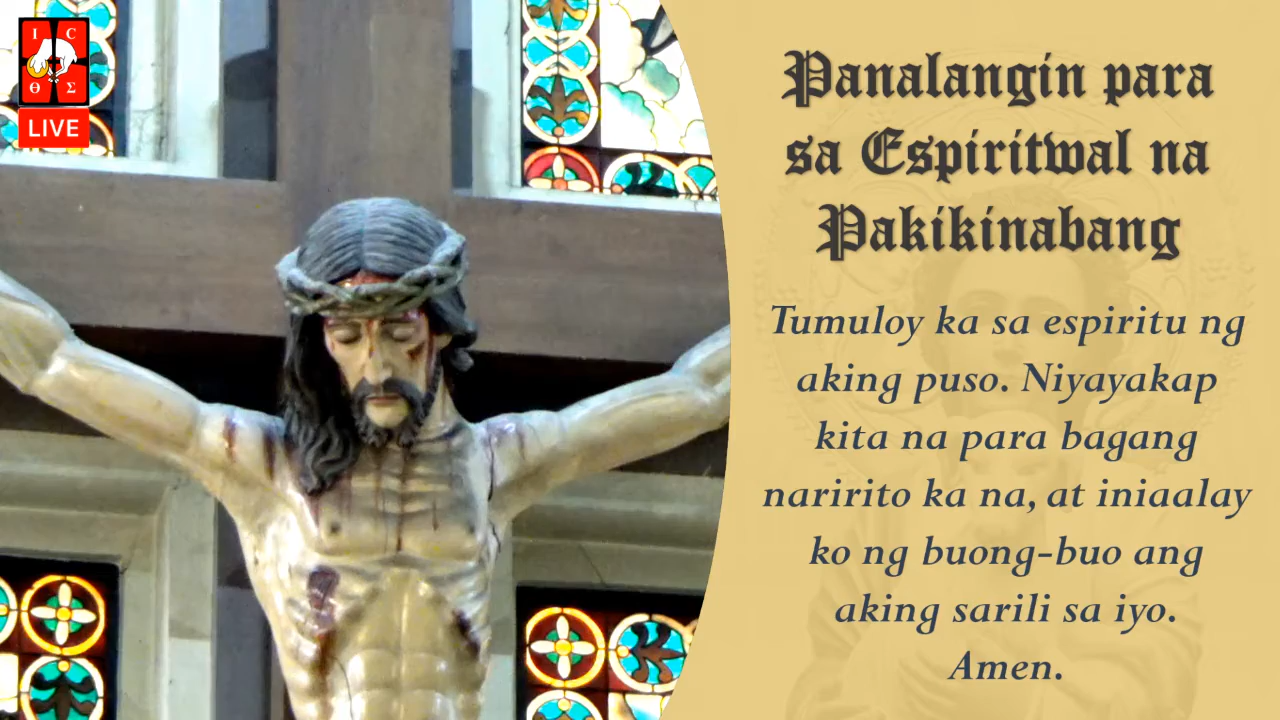 I C
Θ Σ
LIVE
Panalangin para
sa Espiritwal na
Pakikinabang
Tumuloy ka sa espiritu ng
aking puso. Niyayakap
kita na para bagang
naririto ka na, at iniaalay
ko ng buong-buo ang
aking sarili sa iyo.
Amen.